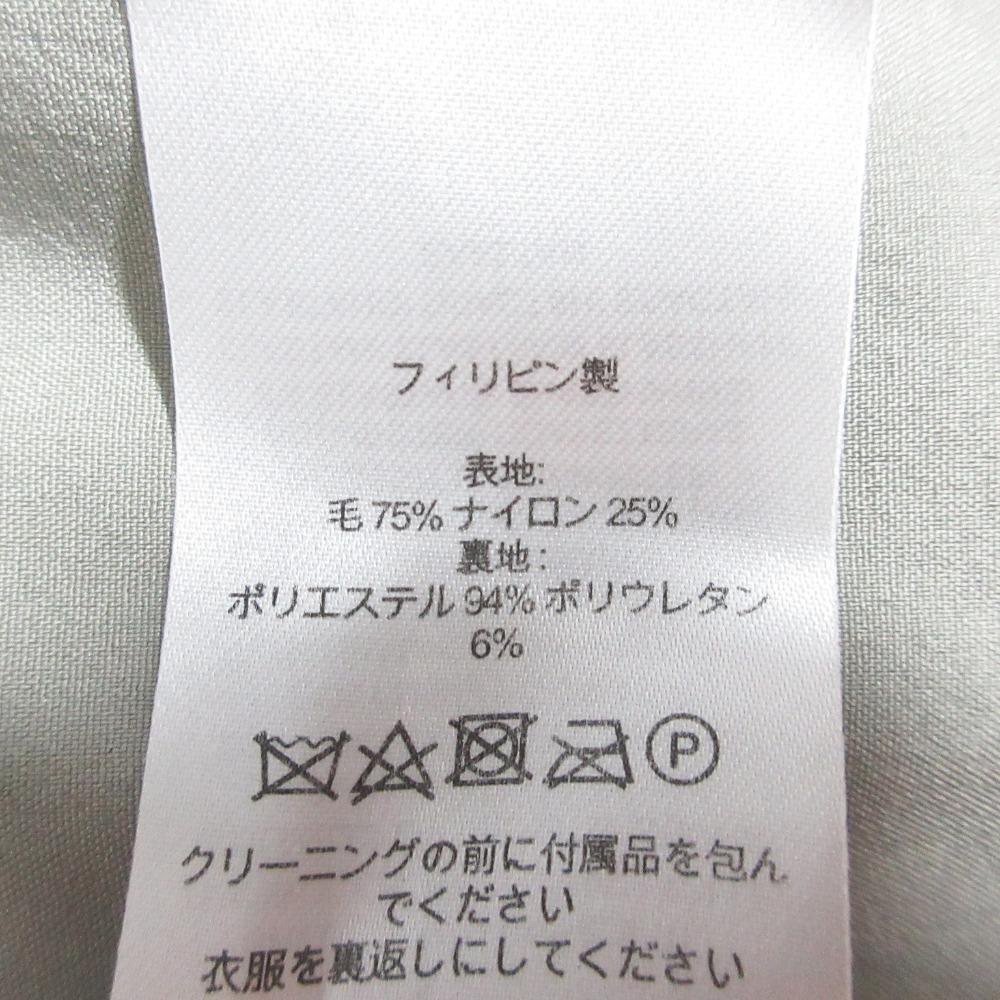 フィリピン製
表地:
毛 75% ナイロン 25%
裏地:
ポリエステル 94% ポリウレタン
6%
P
クリーニングの前に付属品を包ん
でください
衣服を裏返しにしてください